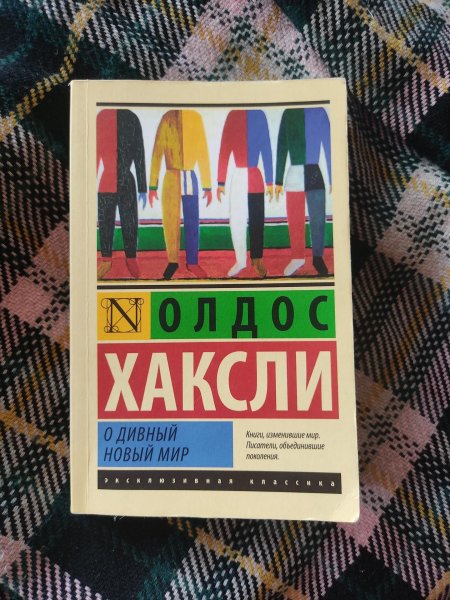 N ОЛДОС
ХАКСЛИ
О ДИВНЫЙ
НОВЫЙ МИР
Книги, изменившие мир.
Писатели, объединившие
поколения.
эксклюзивная классика